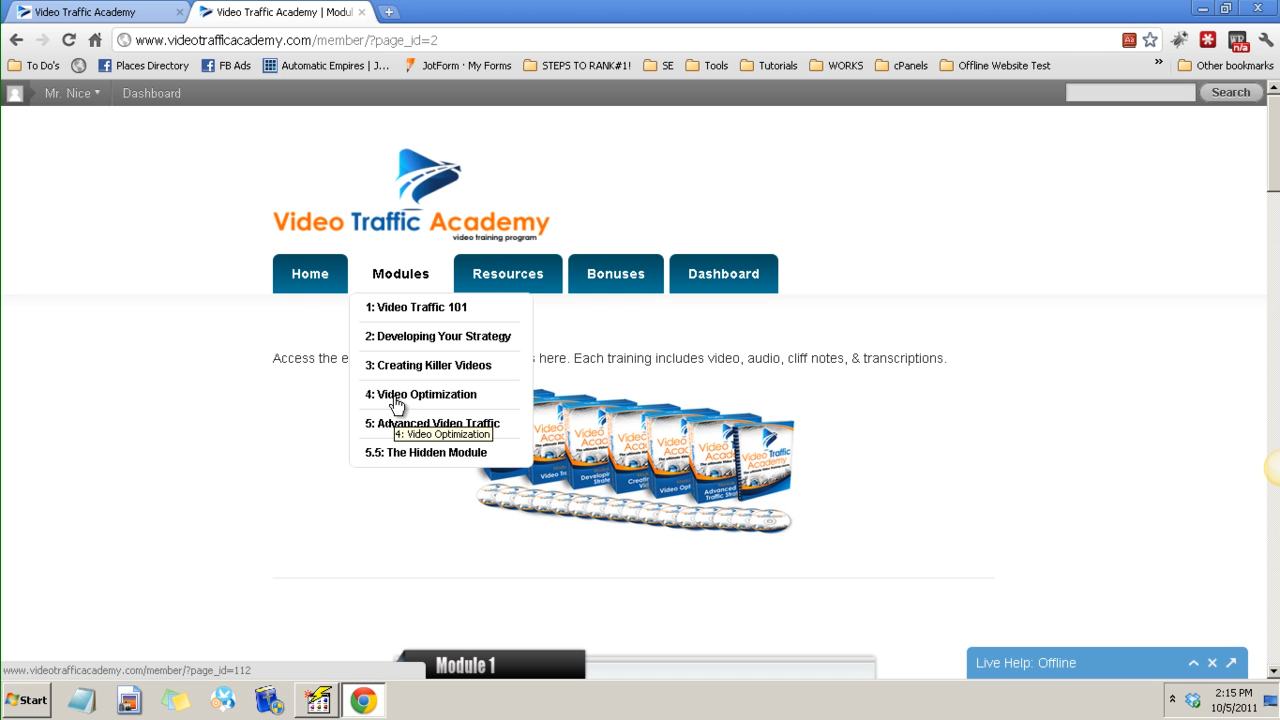 Video Traffic Academy
Video Traffic Academy | Modul
www.videotrafficacademy.com/member/?page_id=2
n/a
To Do's
Places Directory
FB Ads
Automatic Empires | J...
JotForm · My Forms
STEPS TO RANK#1!
SE
Tools
Tutorials
WORKS
cPanels
Offline Website Test
Other bookmarks
Mr. Nice
Dashboard
Search
Video Traffic Academy
video training program
Home
Modules
Resources
Bonuses
Dashboard
1: Video Traffic 101
2: Developing Your Strategy
3: Creating Killer Videos
4: Video Optimization
5: Advanced Video Traffic
4: Video Optimization
5.5: The Hidden Module
Access the e
here. Each training includes video, audio, cliff notes, & transcriptions.
Video Traffic Academy
Module 1
www.videotrafficacademy.com/member/?page_id=112
Live Help: Offline
Start
2:15 PM
10/5/2011